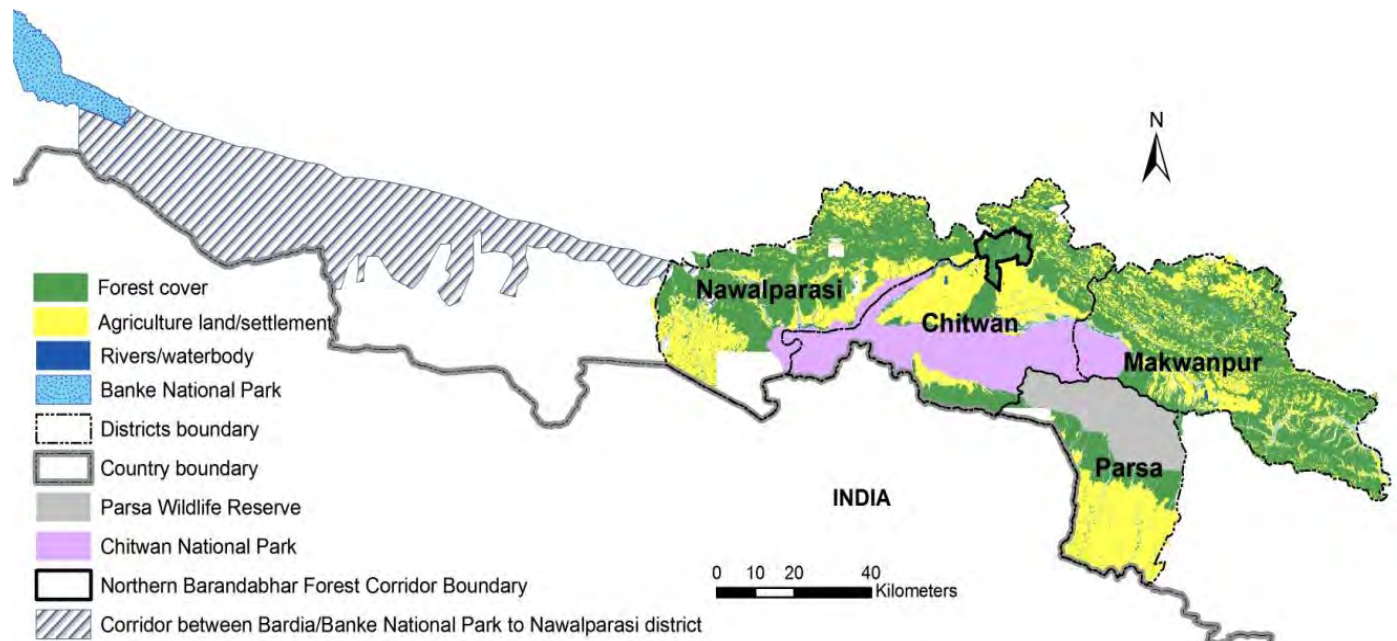 N
Nawalparasi
Chitwan
Makwanpur
Parsa
INDIA
Forest cover
Agriculture land/settlement
Rivers/waterbody
Banke National Park
Districts boundary
Country boundary
Parsa Wildlife Reserve
Chitwan National Park
Northern Barandabhar Forest Corridor Boundary
Corridor between Bardia/Banke National Park to Nawalparasi district
0 10 20 40
Kilometers